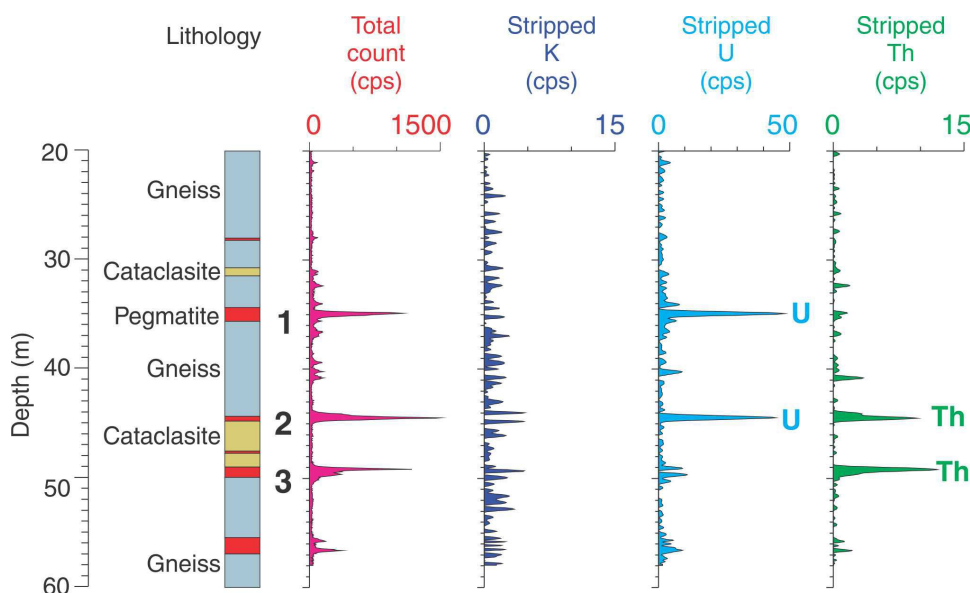 Lithology
Total
count
(cps)
Stripped
K
(cps)
Stripped
U
(cps)
Stripped
Th
(cps)
0 1500
0 15
0 50
0 15
Depth (m)
20
30
40
50
60
Gneiss
Cataclasite
Pegmatite
Gneiss
Cataclasite
Gneiss
1
2
3
U
U
Th
Th